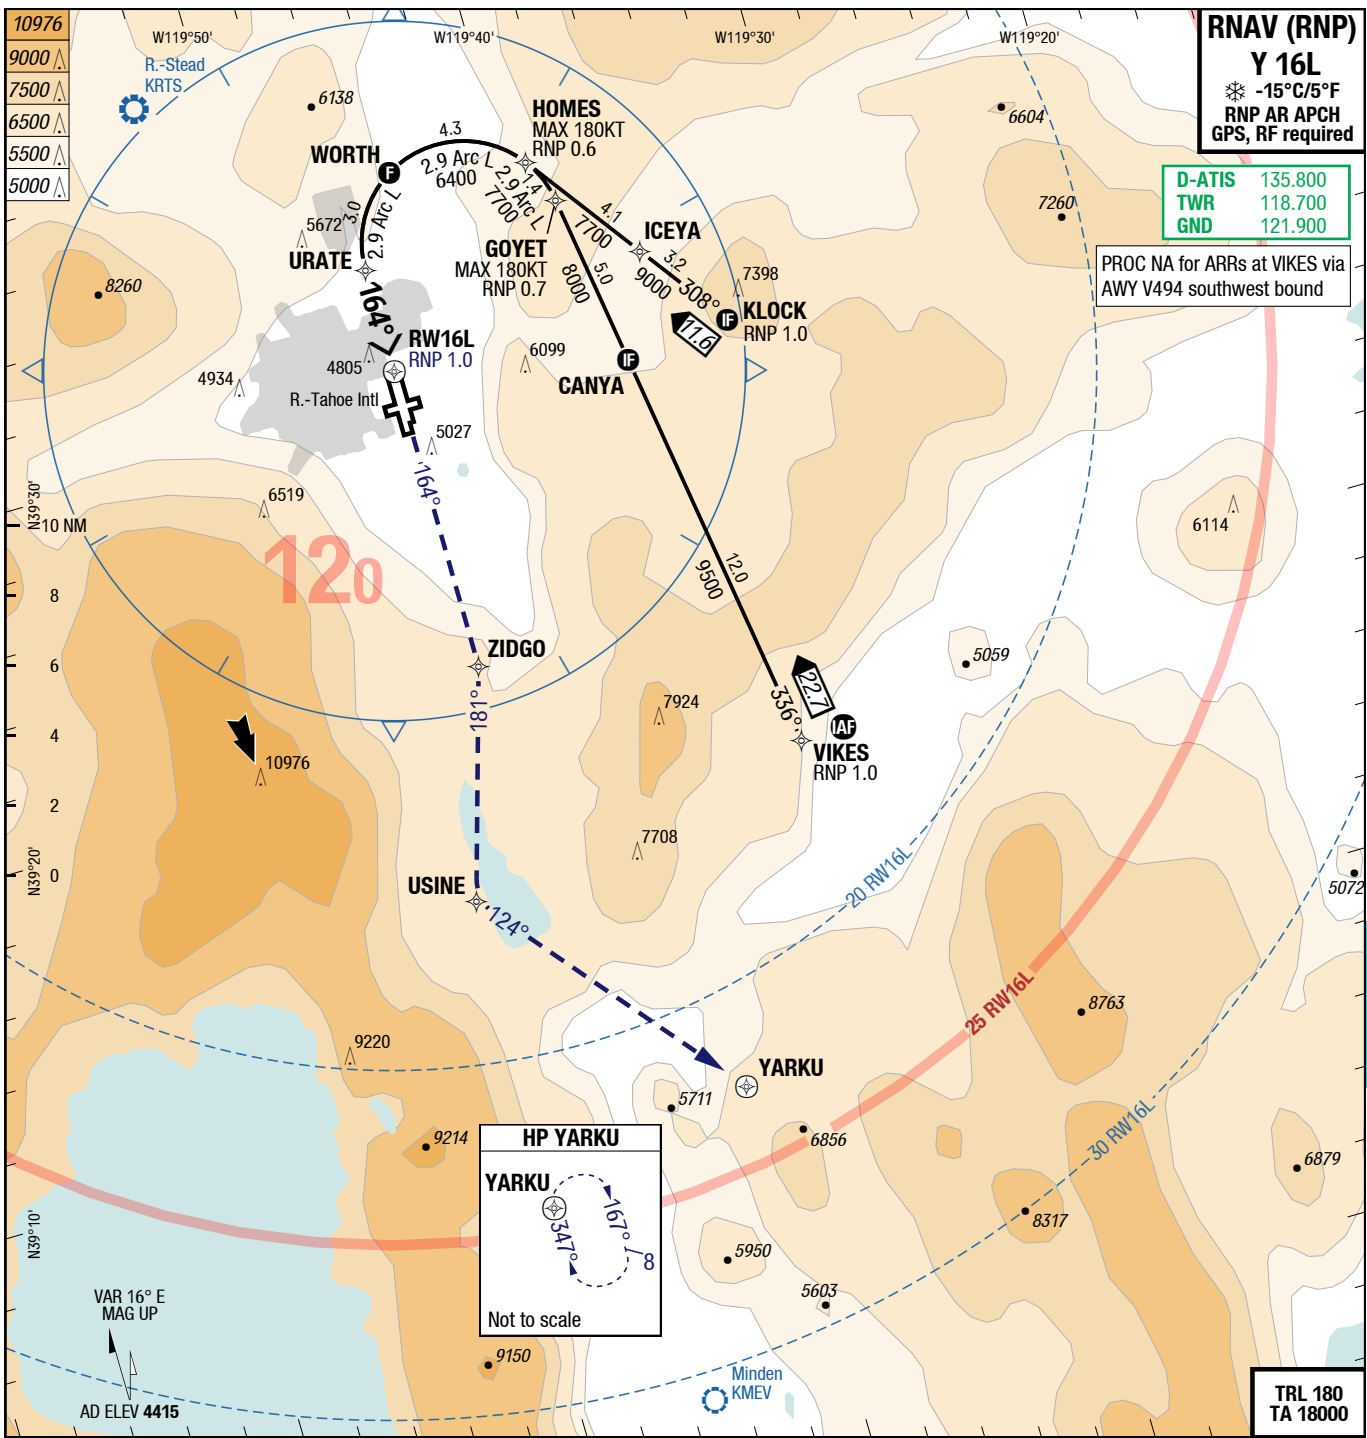 10976
9000
7500
6500
5500
5000
W119°50'
W119°40'
W119°30'
W119°20'
RNAV (RNP)
Y 16L
-15°C/5°F
RNP AR APCH
GPS, RF required
D-ATIS 135.800
TWR 118.700
GND 121.900
PROC NA for ARRs at VIKES via
AWY V494 southwest bound
R.-Stead
KRTS
6138
HOMES
MAX 180KT
RNP 0.6
6604
4.3
WORTH
F
2.9 Arc L
6400
1.4
2.9 Arc L
7700
4.1
7700
7260
5672
3.0
2.9 Arc L
URATE
GOYET
MAX 180KT
RNP 0.7
ICEYA
3.2
9000
308°
7398
8260
5.0
8000
IF
KLOCK
RNP 1.0
11.6
164°
RW16L
RNP 1.0
4805
6099
IF
CANYA
4934
R.-Tahoe Intl
5027
164°
6519
N39°30'
10 NM
120
6114
12.0
9500
8
ZIDGO
6
5059
181°
7924
336°
22.7
IAF
VIKES
RNP 1.0
4
10976
2
7708
N39°20'
0
USINE
124°
20 RW16L
5072
25 RW16L
8763
9220
YARKU
5711
30 RW16L
6856
9214
6879
HP YARKU
YARKU
347°
167°
8
Not to scale
8317
N39°10'
5950
5603
VAR 16° E
MAG UP
9150
Minden
KMEV
AD ELEV 4415
TRL 180
TA 18000